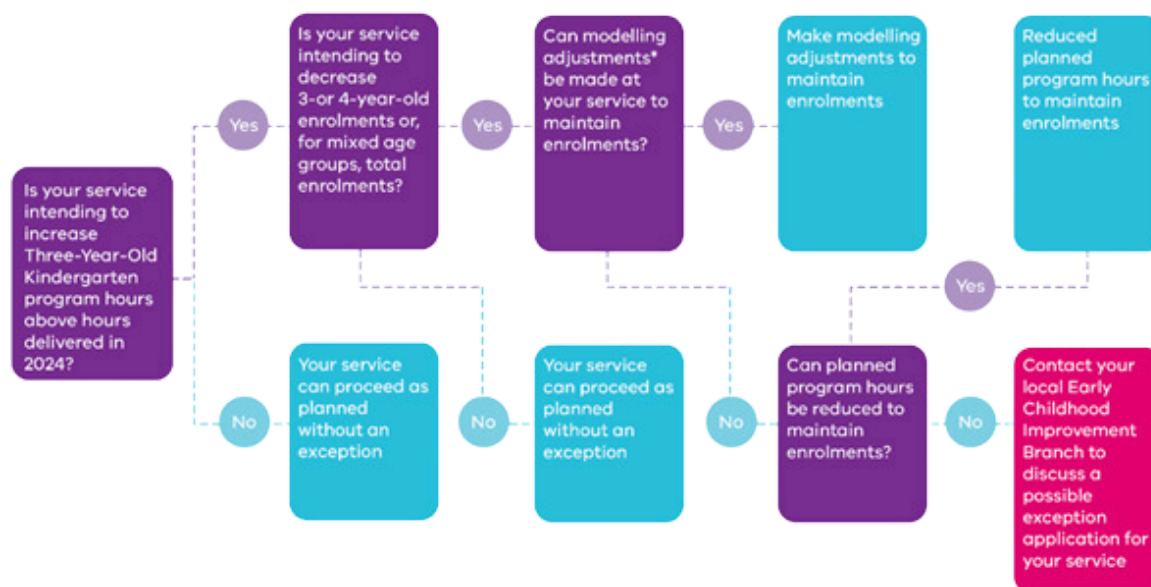 Is your service
intending to
increase
Three-Year-Old
Kindergarten
program hours
above hours
delivered in
2024?
Yes
Is your service
intending to
decrease
3-or 4-year-old
enrolments or,
for mixed age
groups, total
enrolments?
Yes
Can modelling
adjustments*
be made at
your service to
maintain
enrolments?
Yes
Make modelling
adjustments to
maintain
enrolments
Reduced
planned
program hours
to maintain
enrolments
Yes
No
Your service
can proceed as
planned
without an
exception
No
Your service
can proceed as
planned
without an
exception
No
Can planned
program hours
be reduced to
maintain
enrolments?
No
Contact your
local Early
Childhood
Improvement
Branch to
discuss a
possible
exception
application for
your service